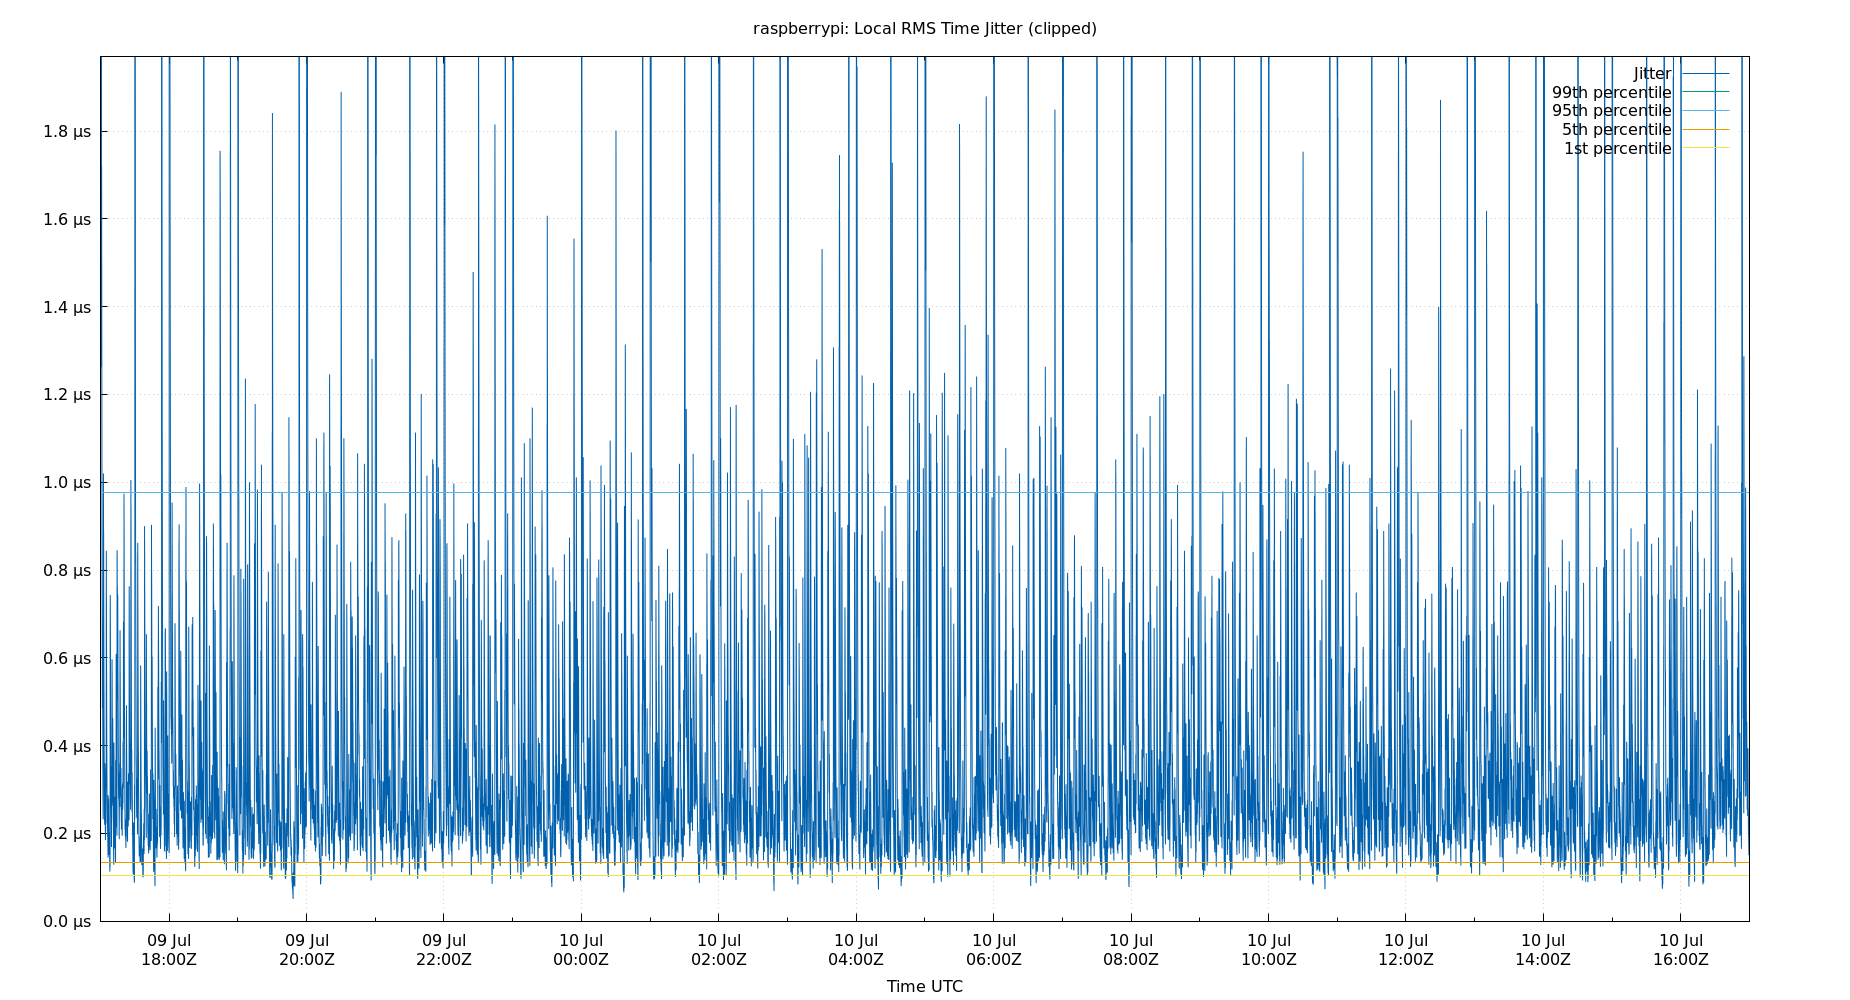 raspberrypi: Local RMS Time Jitter (clipped)
Jitter
99th percentile
95th percentile
5th percentile
1st percentile
1.8 µs
1.6 µs
1.4 µs
1.2 µs
1.0 µs
0.8 µs
0.6 µs
0.4 µs
0.2 µs
0.0 µs
09 Jul 09 Jul 09 Jul 10 Jul 10 Jul 10 Jul 10 Jul 10 Jul 10 Jul 10 Jul 10 Jul 10 Jul
18:00Z 20:00Z 22:00Z 00:00Z 02:00Z 04:00Z 06:00Z 08:00Z 10:00Z 12:00Z 14:00Z 16:00Z
Time UTC